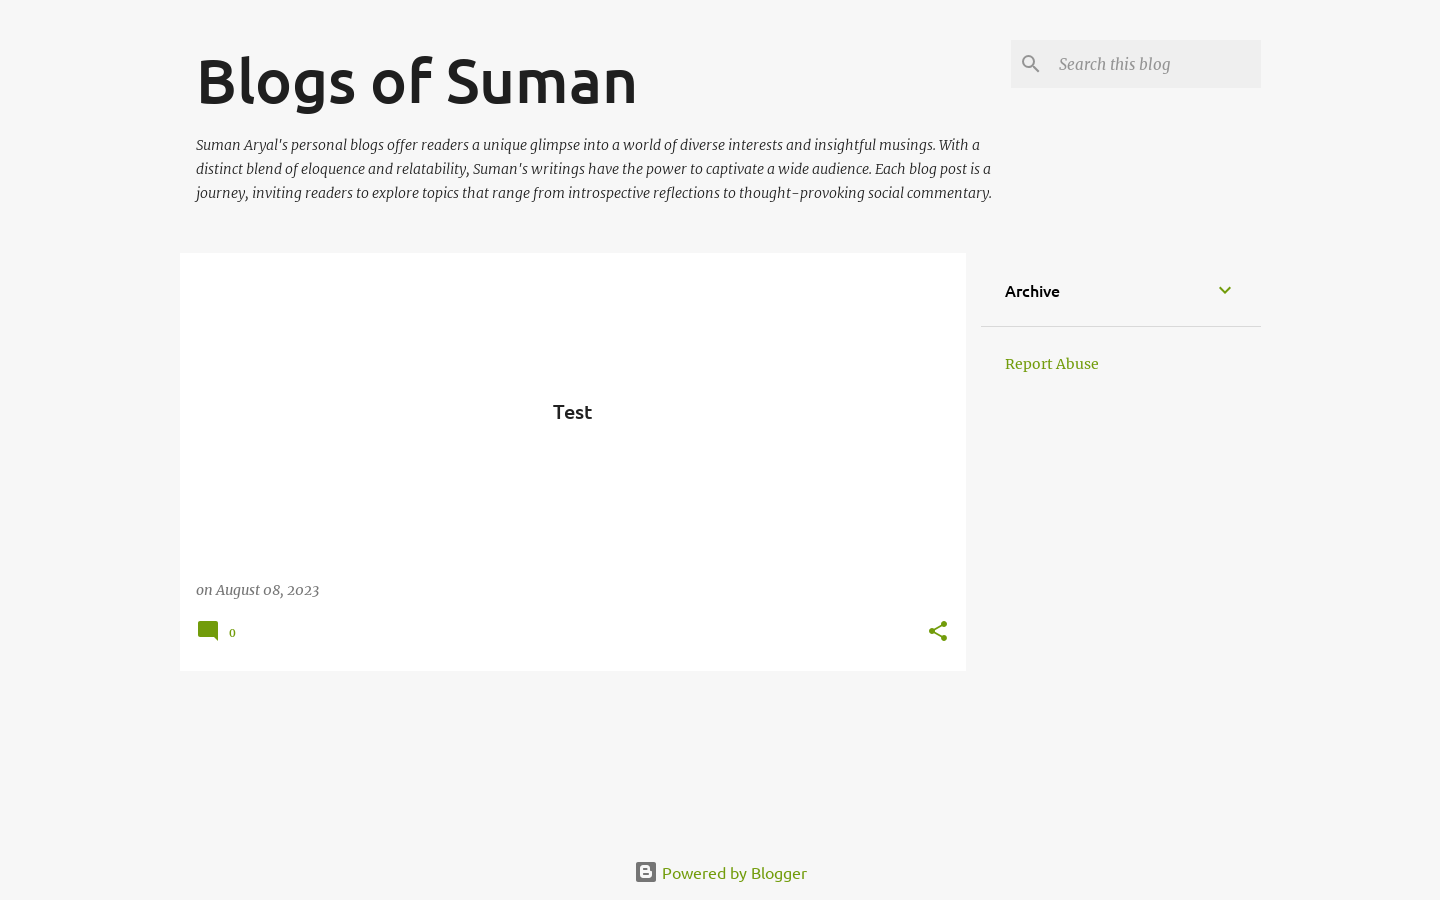 Blogs of Suman
Search this blog
Suman Aryal's personal blogs offer readers a unique glimpse into a world of diverse interests and insightful musings. With a
distinct blend of eloquence and relatability, Suman's writings have the power to captivate a wide audience. Each blog post is a
journey, inviting readers to explore topics that range from introspective reflections to thought-provoking social commentary.
Test
on August 08, 2023
0
Archive
Report Abuse
Powered by Blogger